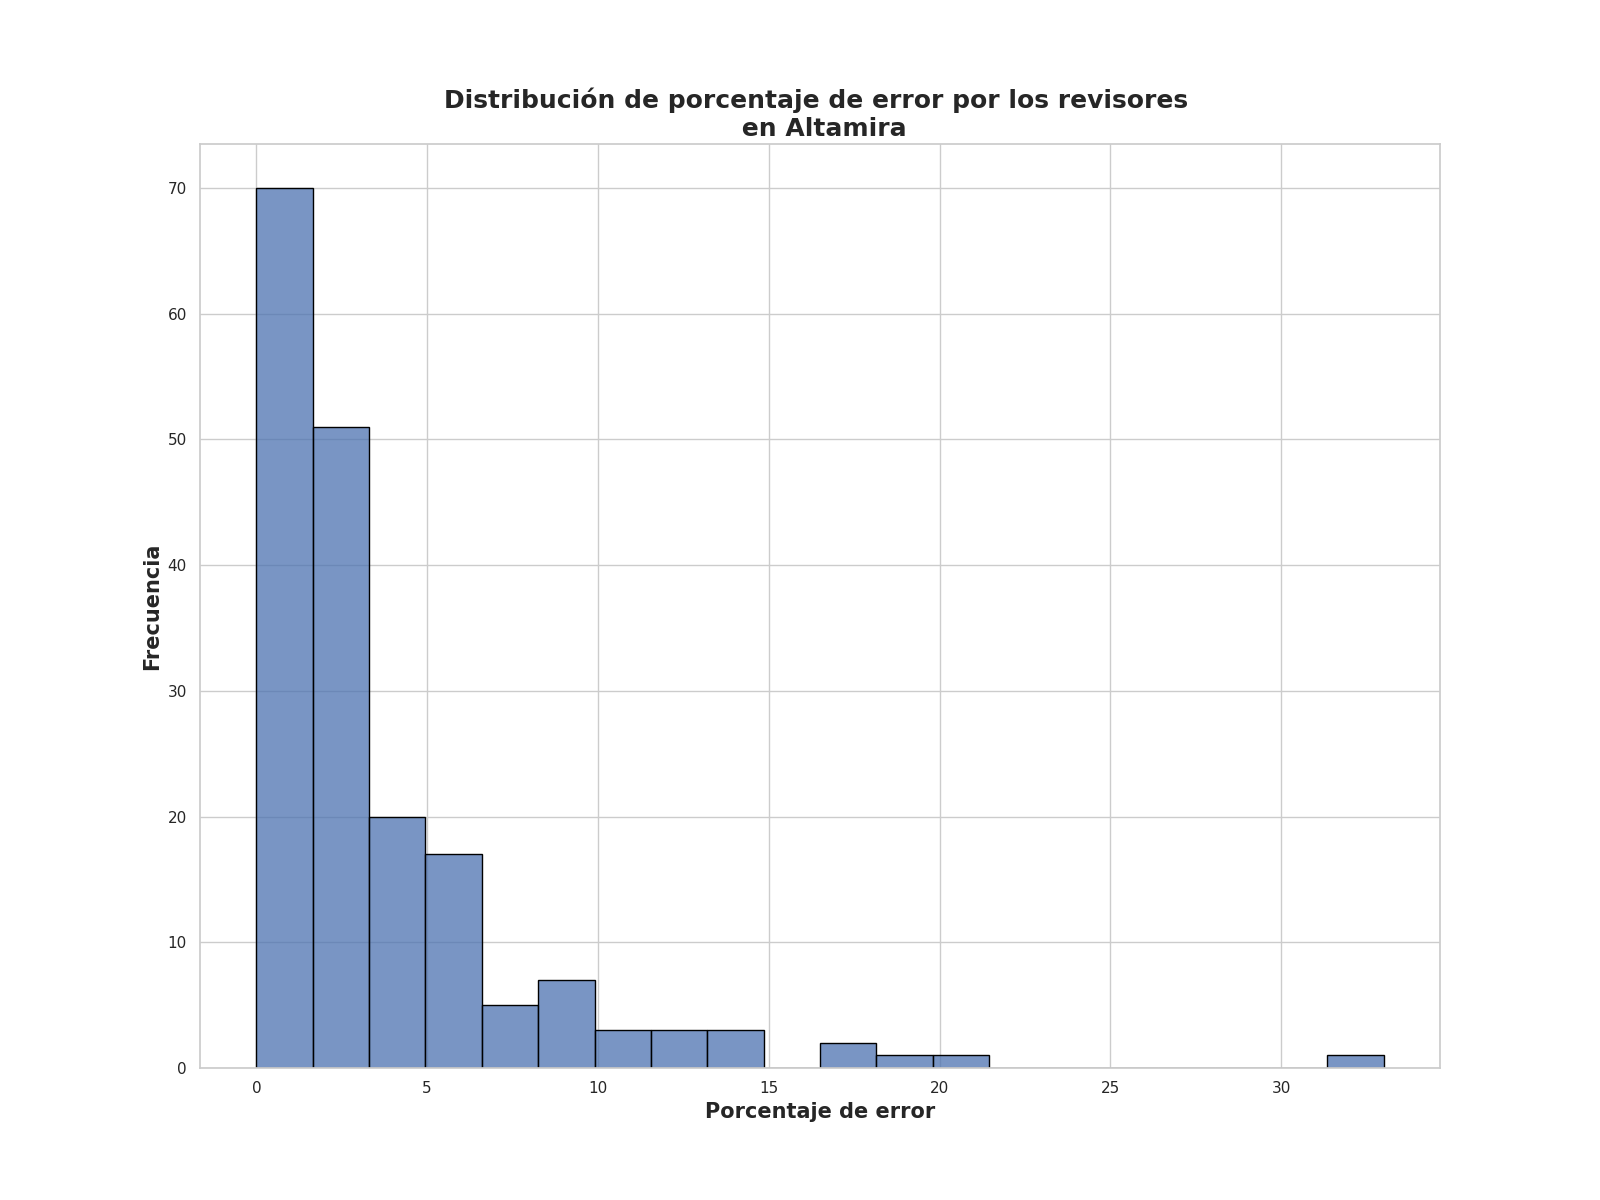 Distribución de porcentaje de error por los revisores
en Altamira
70
60
50
40
30
20
10
0
Frecuencia
0 5 10 15 20 25 30
Porcentaje de error